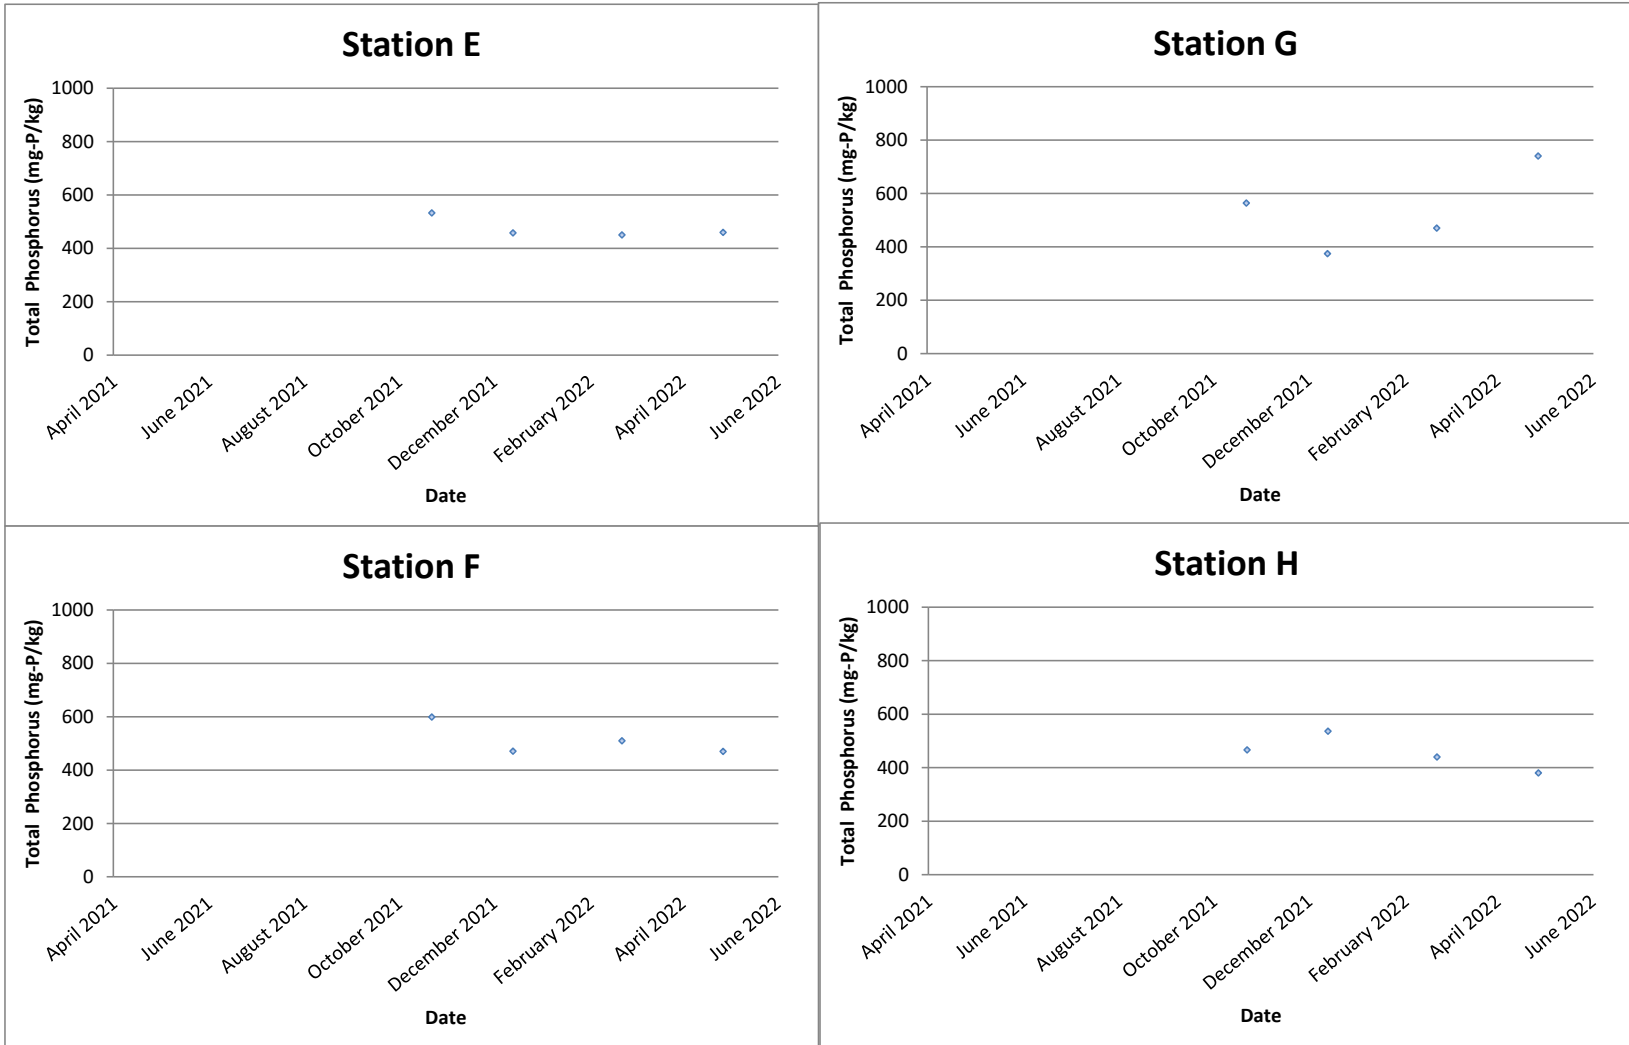 Station E
Total Phosphorus (mg-P/kg)
1000
800
600
400
200
0
April 2021
June 2021
August 2021
October 2021
December 2021
February 2022
April 2022
June 2022
Date
Station G
Total Phosphorus (mg-P/kg)
1000
800
600
400
200
0
April 2021
June 2021
August 2021
October 2021
December 2021
February 2022
April 2022
June 2022
Date
Station F
Total Phosphorus (mg-P/kg)
1000
800
600
400
200
0
April 2021
June 2021
August 2021
October 2021
December 2021
February 2022
April 2022
June 2022
Date
Station H
Total Phosphorus (mg-P/kg)
1000
800
600
400
200
0
April 2021
June 2021
August 2021
October 2021
December 2021
February 2022
April 2022
June 2022
Date